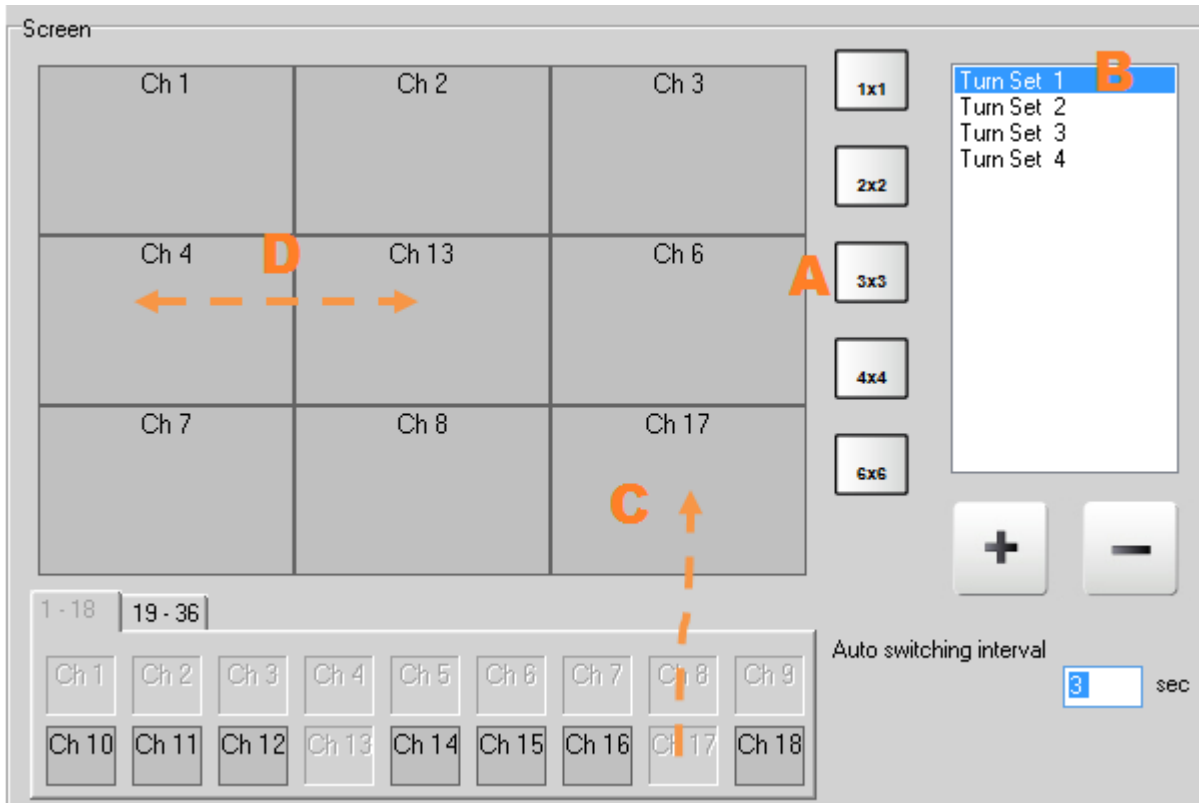 Screen
Ch 1 Ch 2 Ch 3
Ch 4 D Ch 13 Ch 6
Ch 7 Ch 8 Ch 17
C
1x1
2x2
A 3x3
4x4
6x6
Turn Set 1 B
Turn Set 2
Turn Set 3
Turn Set 4
+ −
1 - 18 19 - 36
Ch 1 Ch 2 Ch 3 Ch 4 Ch 5 Ch 6 Ch 7 Ch 8 Ch 9
Ch 10 Ch 11 Ch 12 Ch 13 Ch 14 Ch 15 Ch 16 Ch 17 Ch 18
Auto switching interval
3 sec